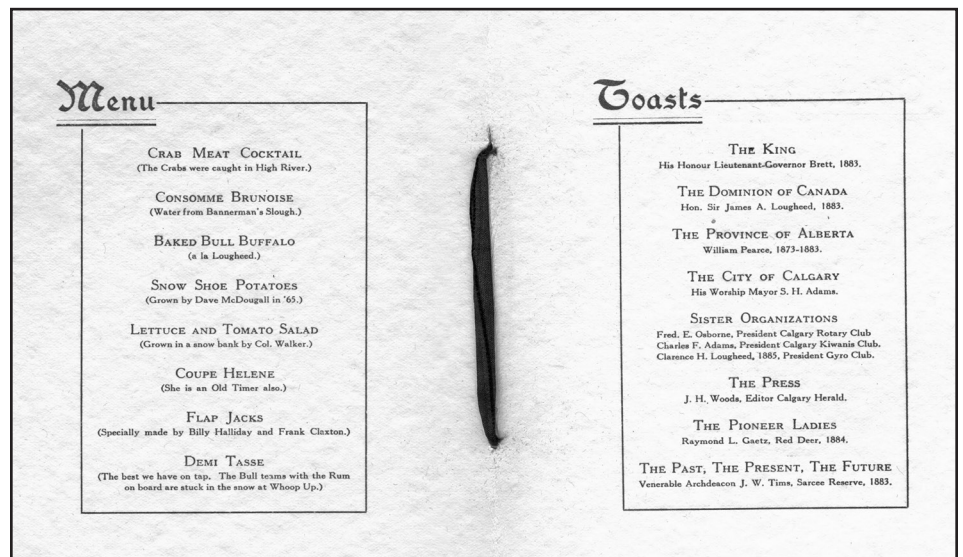 Menu
CRAB MEAT COCKTAIL
(The Crabs were caught in High River.)
CONSOMME BRUNOISE
(Water from Bannerman's Slough.)
BAKED BULL BUFFALO
(a la Lougheed.)
SNOW SHOE POTATOES
(Grown by Dave McDougall in '65.)
LETTUCE AND TOMATO SALAD
(Grown in a snow bank by Col. Walker.)
COUPE HELENE
(She is an Old Timer also.)
FLAP JACKS
(Specially made by Billy Halliday and Frank Claxton.)
DEMI TASSE
(The best we have on tap. The Bull teams with the Rum
on board are stuck in the snow at Whoop Up.)
Toasts
THE KING
His Honour Lieutenant-Governor Brett, 1883.
THE DOMINION OF CANADA
Hon. Sir James A. Lougheed, 1883.
THE PROVINCE OF ALBERTA
William Pearce, 1873-1883.
THE CITY OF CALGARY
His Worship Mayor S. H. Adams.
SISTER ORGANIZATIONS
Fred. E. Osborne, President Calgary Rotary Club
Charles F. Adams, President Calgary Kiwanis Club.
Clarence H. Lougheed, 1885, President Gyro Club.
THE PRESS
J. H. Woods, Editor Calgary Herald.
THE PIONEER LADIES
Raymond L. Gaetz, Red Deer, 1884.
THE PAST, THE PRESENT, THE FUTURE
Venerable Archdeacon J. W. Tims, Sarcee Reserve, 1883.